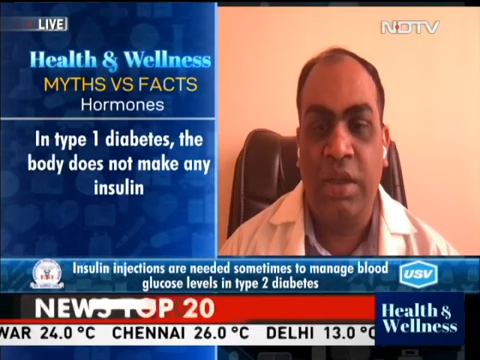 LIVE
NDTV
Health & Wellness
MYTHS VS FACTS
Hormones
In type 1 diabetes, the
body does not make any
insulin
Insulin injections are needed sometimes to manage blood
glucose levels in type 2 diabetes
USV
NEWS TOP 20
Health &
Wellness
WAR 24.0°C CHENNAI 26.0°C DELHI 13.0°C